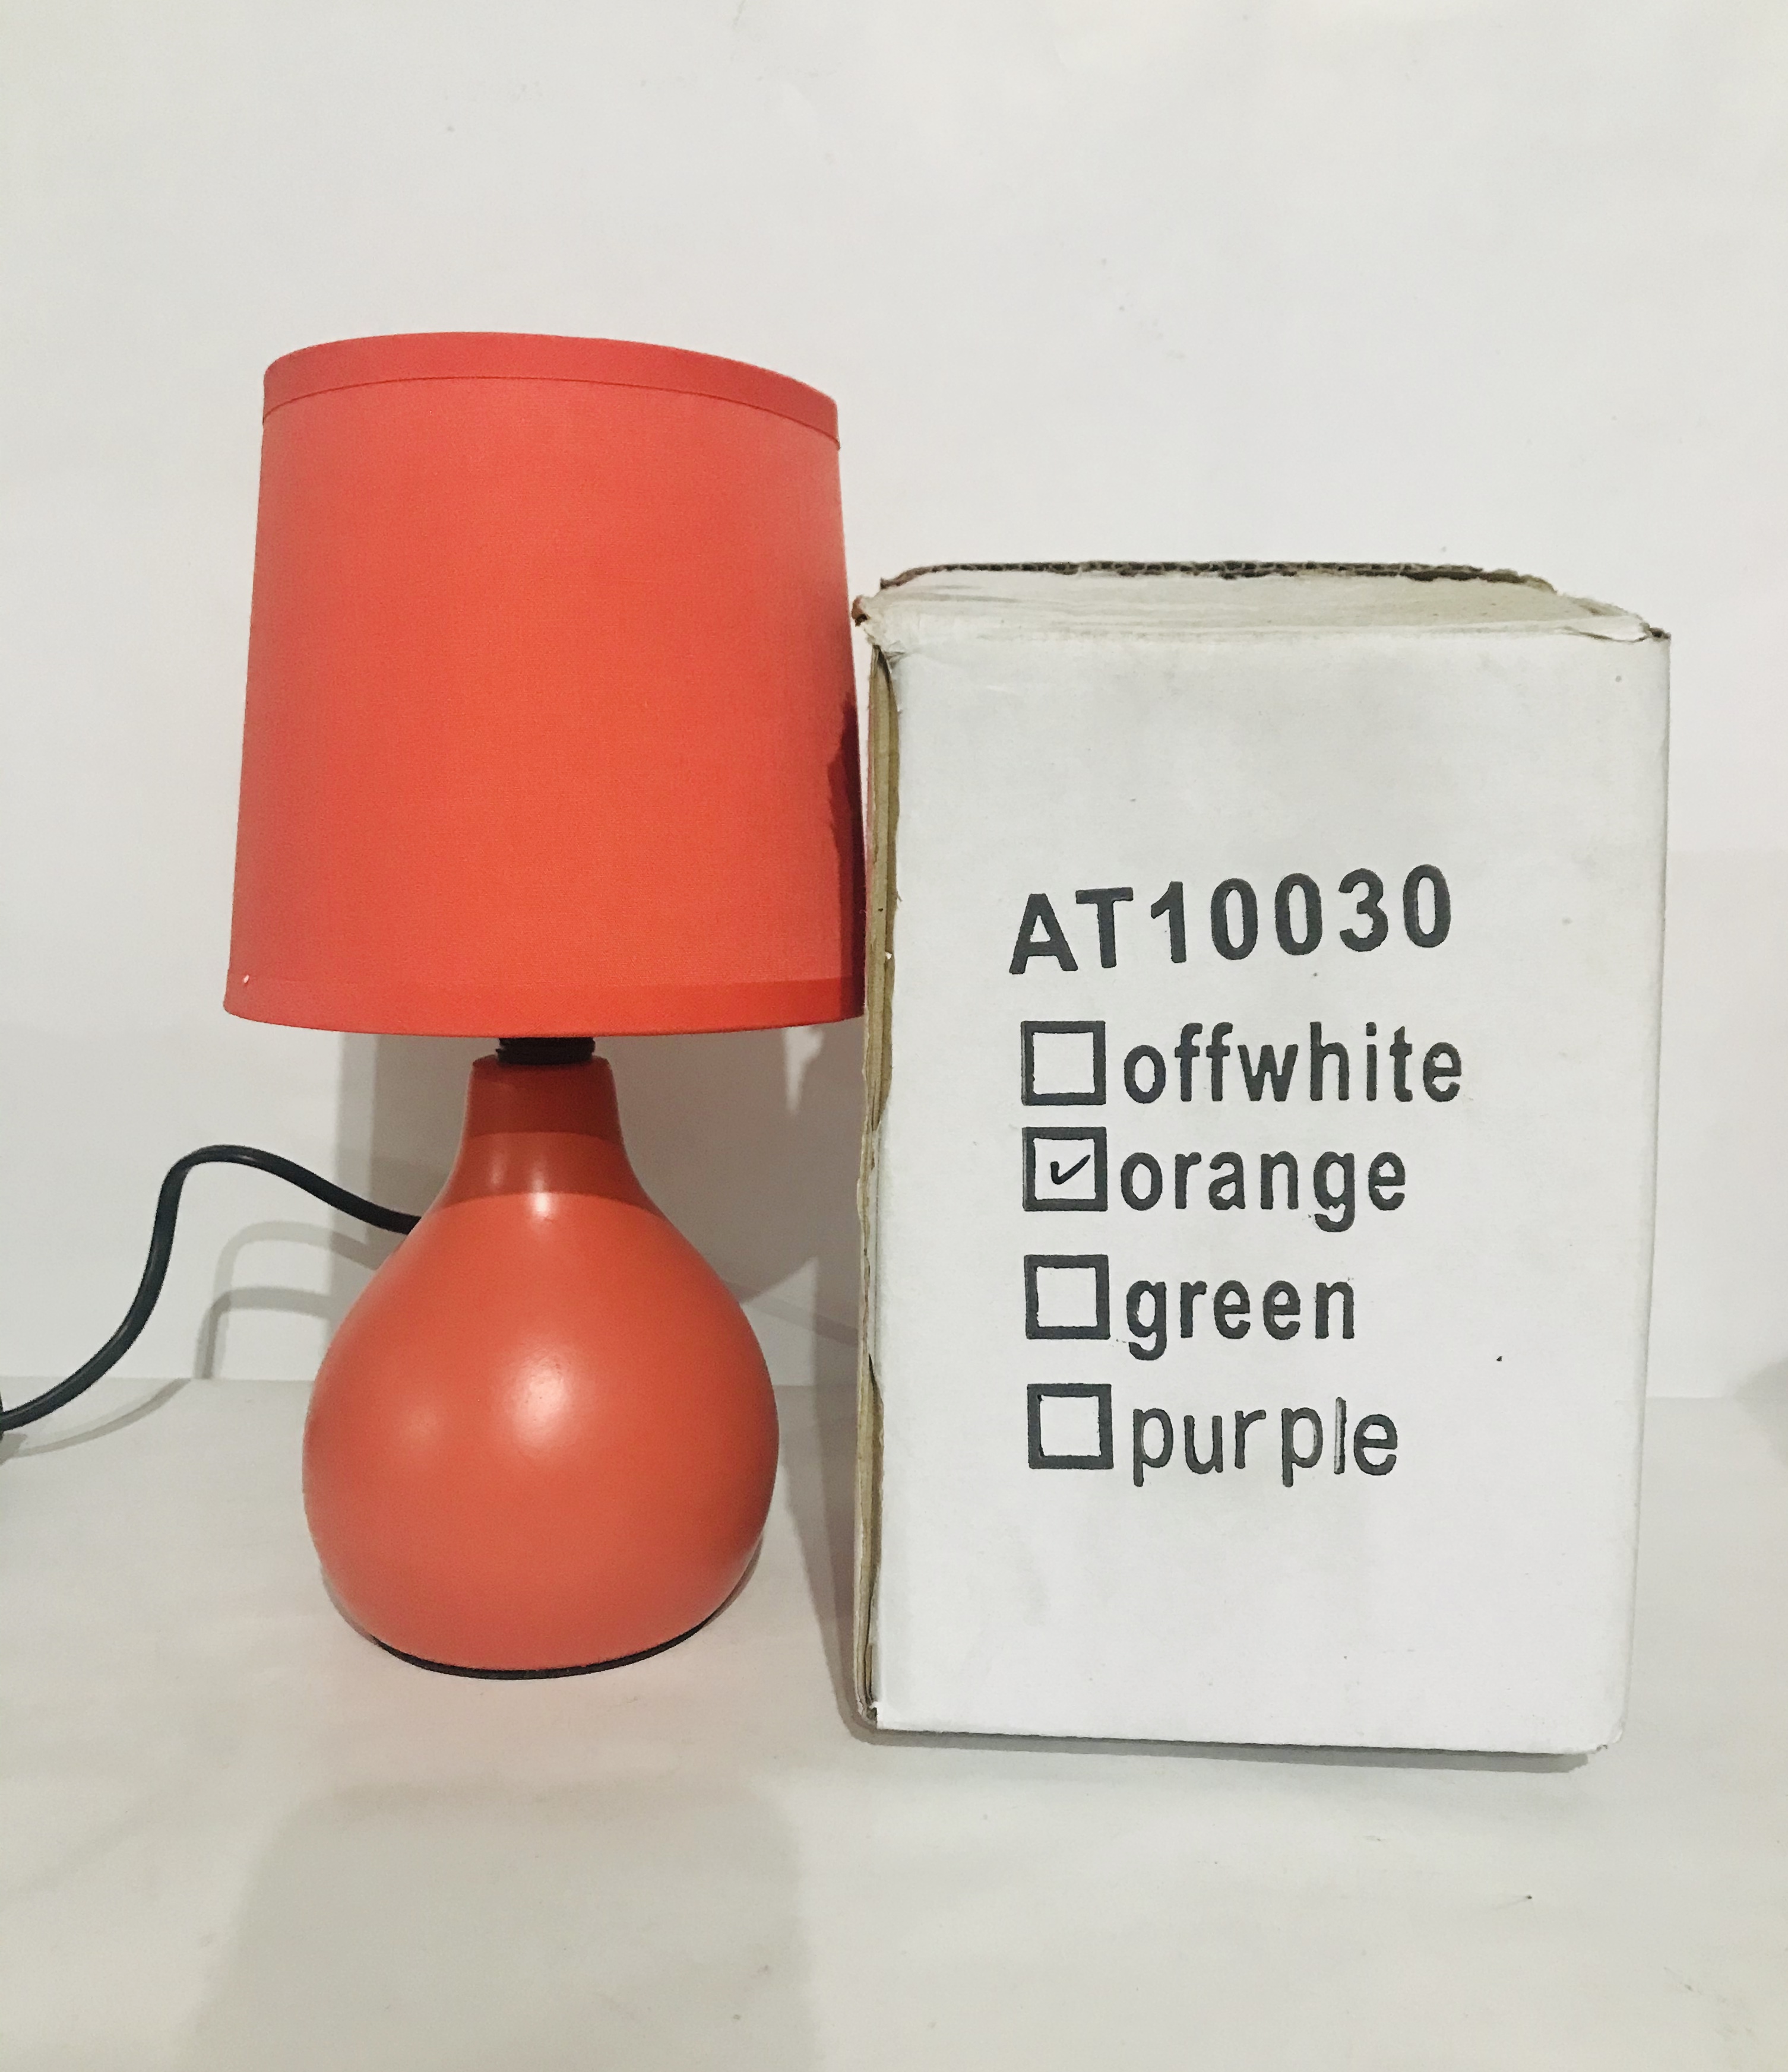 AT10030
☐ offwhite
☑ orange
☐ green
☐ purple